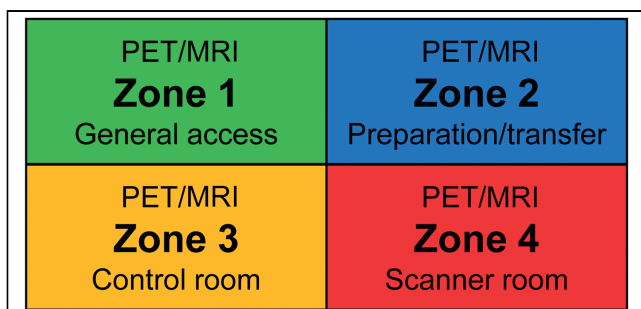 PET/MRI
Zone 1
General access
PET/MRI
Zone 2
Preparation/transfer
PET/MRI
Zone 3
Control room
PET/MRI
Zone 4
Scanner room